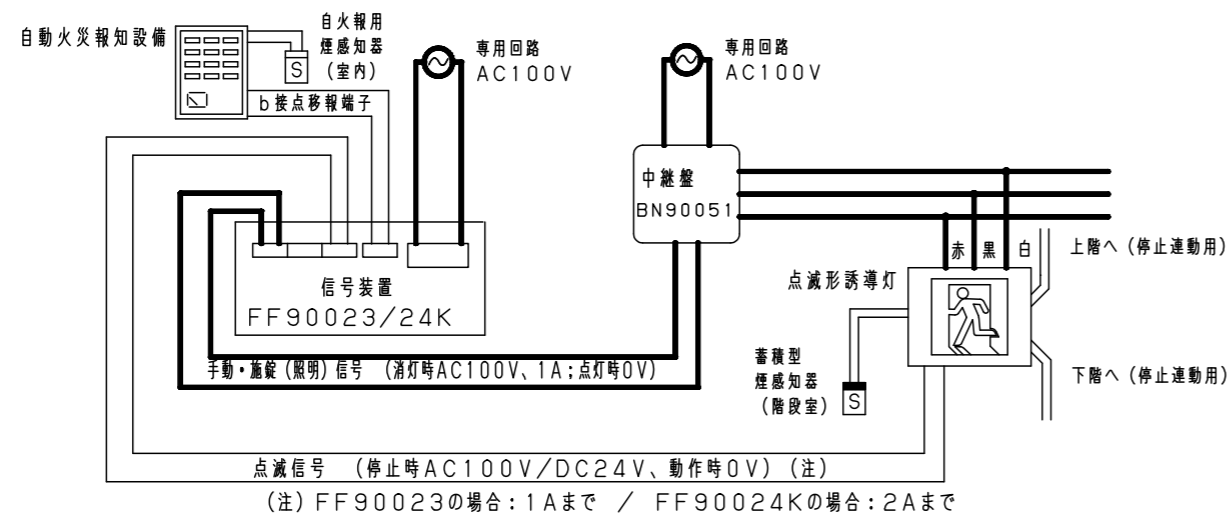 自動火災報知設備
自火報用
煙感知器
(室内)
S
b接点移報端子
専用回路
AC100V
専用回路
AC100V
中継盤
BN90051
信号装置
FF90023/24K
手動・施錠(照明)信号 (消灯時AC100V、1A;点灯時0V)
赤 黒 白
上階へ(停止連動用)
点滅形誘導灯
蓄積型
煙感知器
(階段室)
S
下階へ(停止連動用)
点滅信号 (停止時AC100V/DC24V、動作時0V)(注)
(注)FF90023の場合:1Aまで / FF90024Kの場合:2Aまで